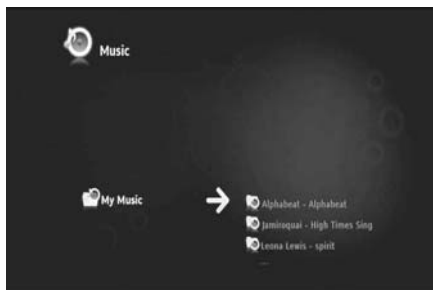 Music
My Music
Alphabeat - Alphabeat
Jamiroquai - High Times Sing
Leona Lewis - spirit